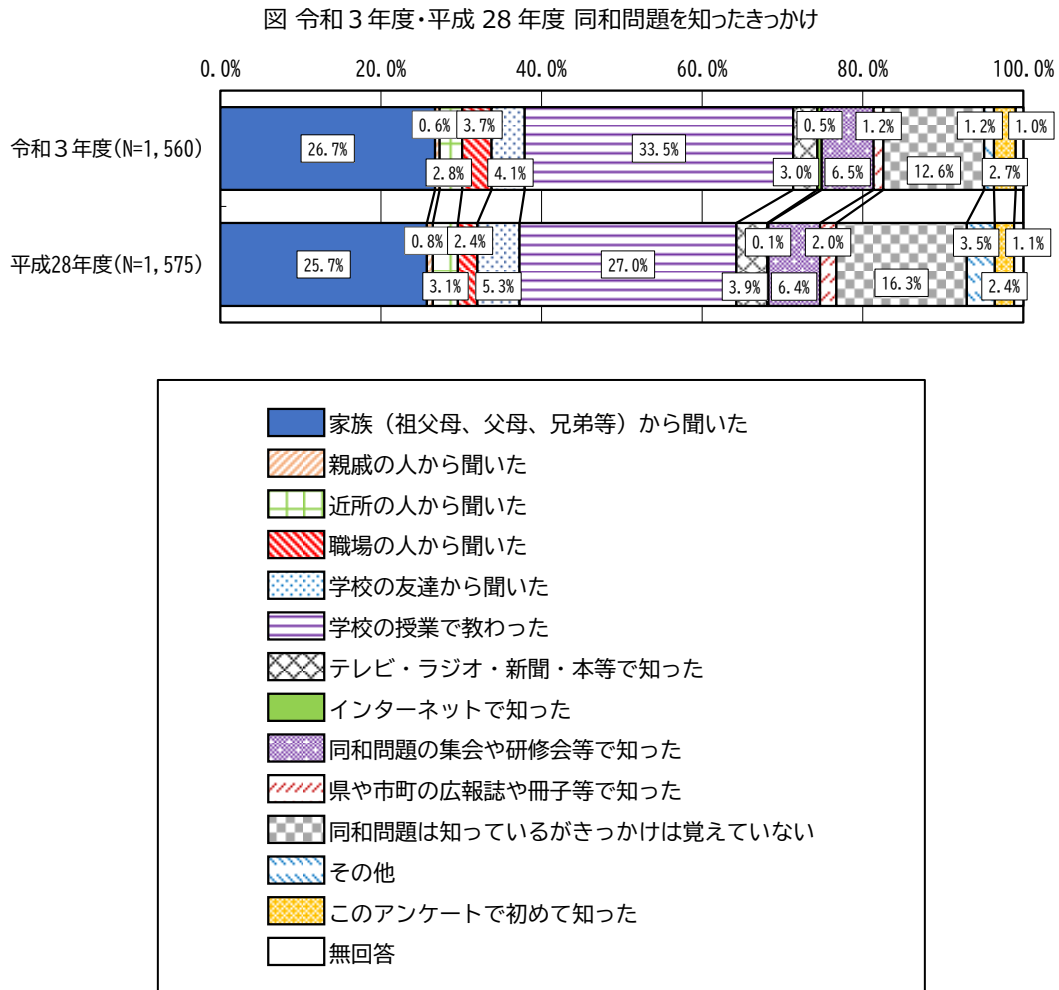 図 令和３年度・平成 28 年度 同和問題を知ったきっかけ
0.0% 20.0% 40.0% 60.0% 80.0% 100.0%
令和３年度(N=1,560)
26.7% 0.6% 2.8% 3.7% 4.1% 33.5% 3.0% 0.5% 6.5% 1.2% 12.6% 1.2% 2.7% 1.0%
平成28年度(N=1,575)
25.7% 0.8% 3.1% 2.4% 5.3% 27.0% 3.9% 0.1% 6.4% 2.0% 16.3% 3.5% 2.4% 1.1%
家族（祖父母、父母、兄弟等）から聞いた
親戚の人から聞いた
近所の人から聞いた
職場の人から聞いた
学校の友達から聞いた
学校の授業で教わった
テレビ・ラジオ・新聞・本等で知った
インターネットで知った
同和問題の集会や研修会等で知った
県や市町の広報誌や冊子等で知った
同和問題は知っているがきっかけは覚えていない
その他
このアンケートで初めて知った
無回答